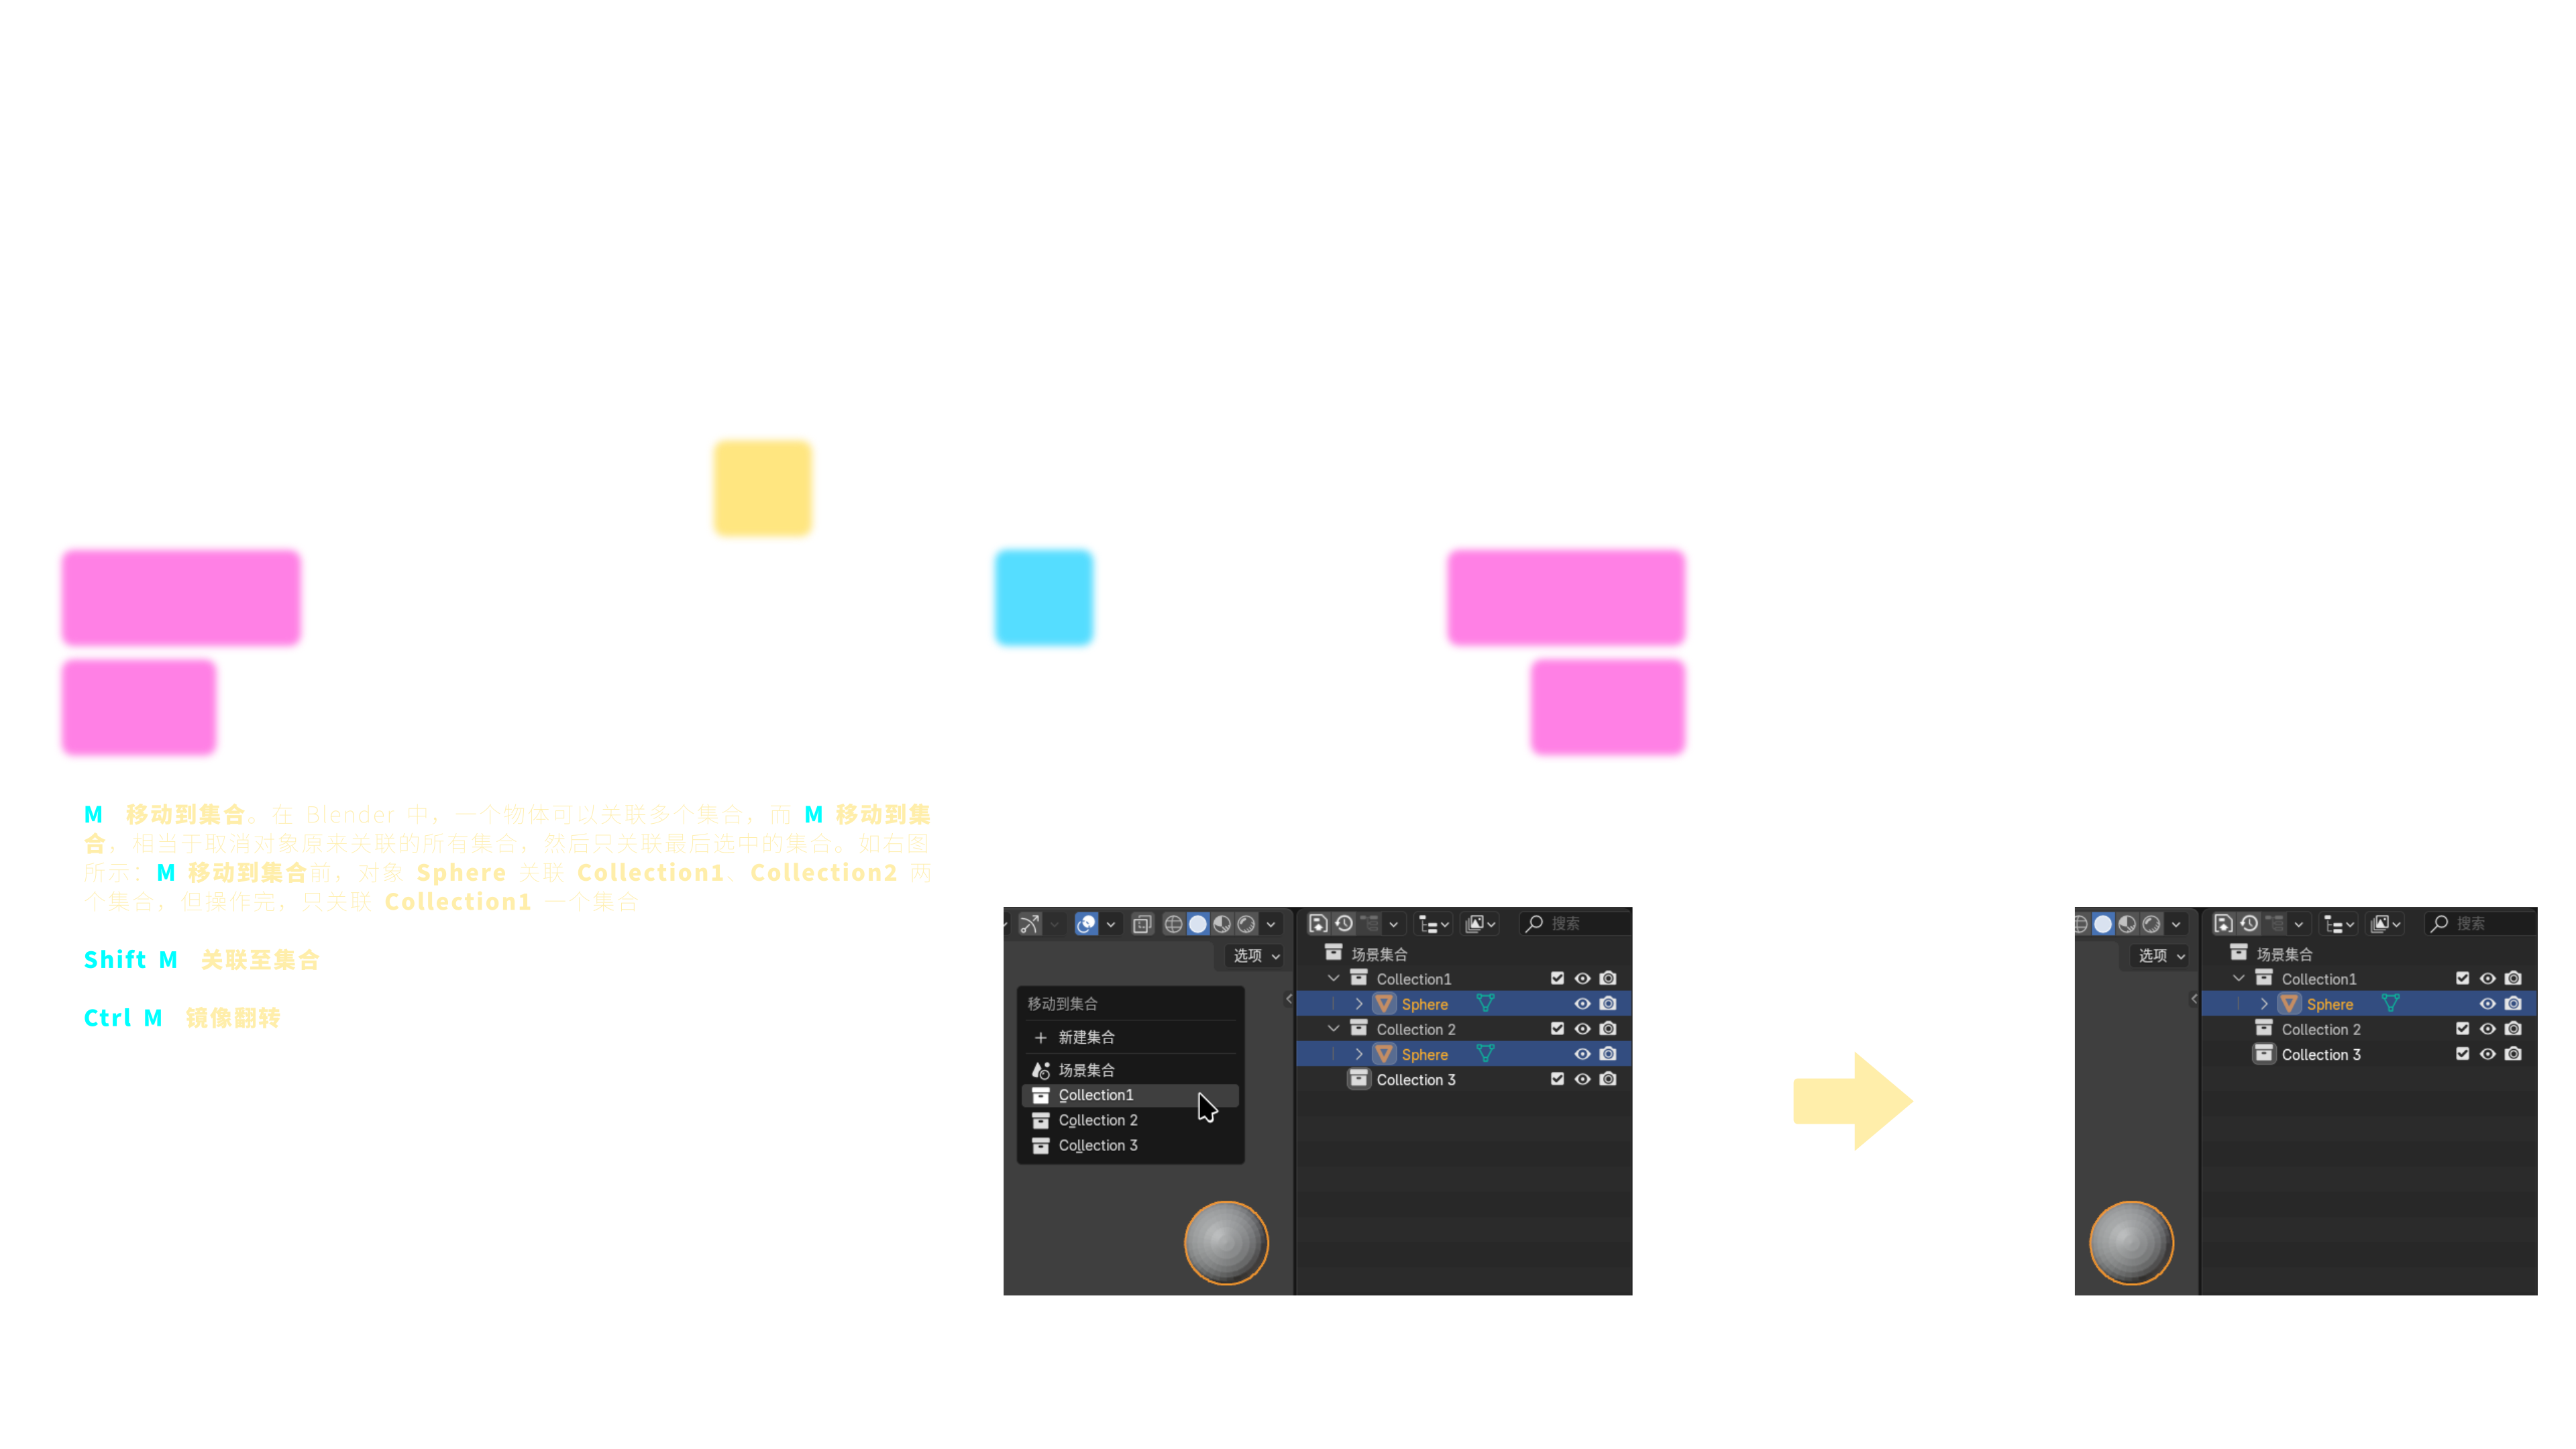 M 移动到集合。在 Blender 中，一个物体可以关联多个集合，而 M 移动到集
合，相当于取消对象原来关联的所有集合，然后只关联最后选中的集合。如右图
所示：M 移动到集合前，对象 Sphere 关联 Collection1、Collection2 两
个集合，但操作完，只关联 Collection1 一个集合
Shift M 关联至集合
Ctrl M 镜像翻转
选项
移动到集合
新建集合
场景集合
Collection1
Collection 2
Collection 3
搜索
场景集合
Collection1
Sphere
Collection 2
Sphere
Collection 3
选项
搜索
场景集合
Collection1
Sphere
Collection 2
Collection 3